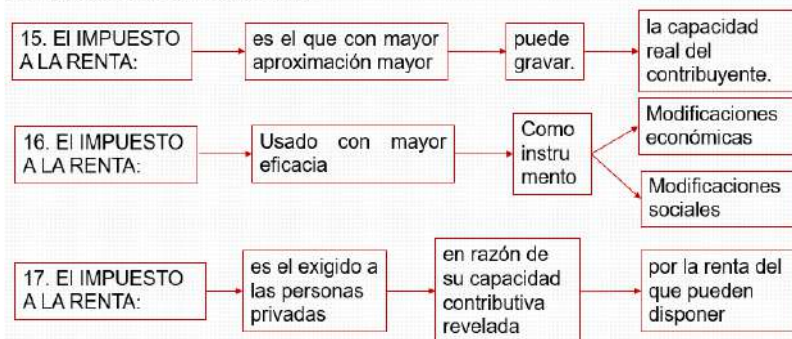 15. El IMPUESTO
A LA RENTA:
es el que con mayor
aproximación mayor
puede
gravar.
la capacidad
real del
contribuyente.
16. El IMPUESTO
A LA RENTA:
Usado con mayor
eficacia
Como
instru
mento
Modificaciones
económicas
Modificaciones
sociales
17. El IMPUESTO
A LA RENTA:
es el exigido a
las personas
privadas
en razón de
su capacidad
contributiva
revelada
por la renta del
que pueden
disponer